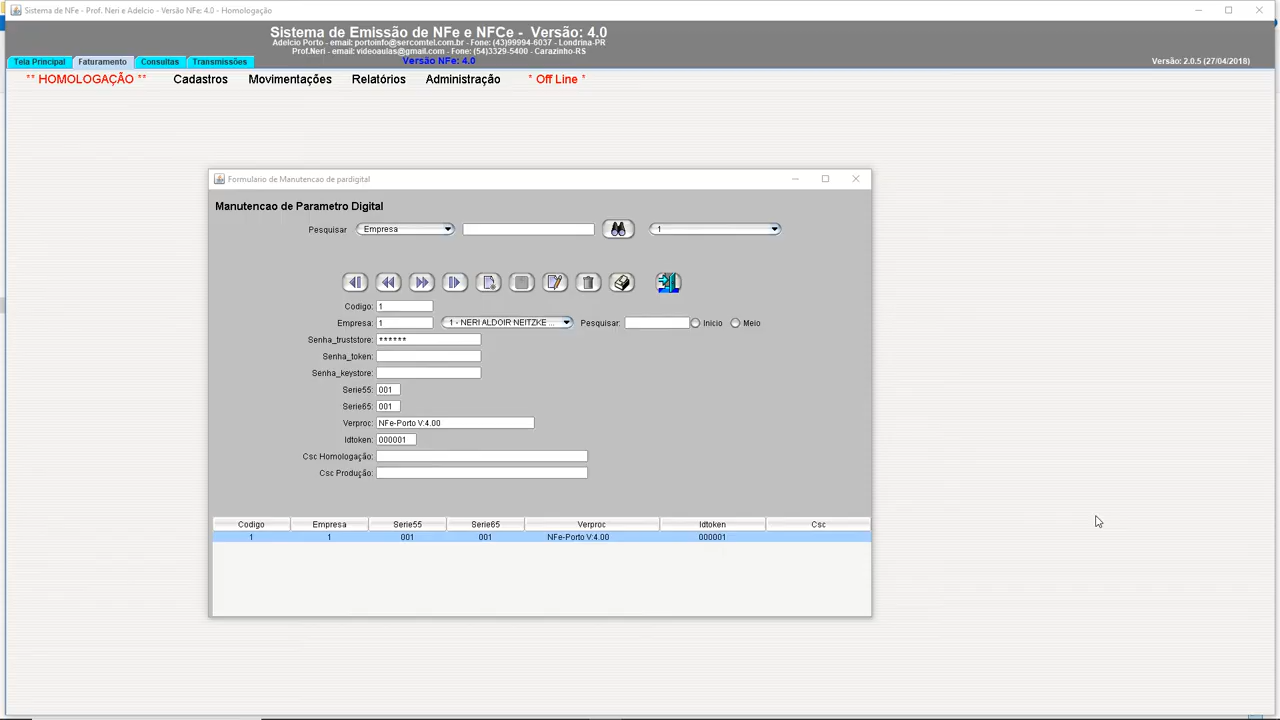 Sistema de NFe - Prof. Neri e Adelcio - Versão NFe: 4.0 - Homologação
Sistema de Emissão de NFe e NFCe - Versão: 4.0
Adelcio Porto - email: portoinfo@sercomtel.com.br - Fone: (43)99994-6037 - Londrina-PR
Prof.Neri - email: videoaulas@gmail.com - Fone: (54)3329-5400 - Carazinho-RS
Versão NFe: 4.0
Tela Principal Faturamento Consultas Transmissões
Versão: 2.0.5 (27/04/2018)
** HOMOLOGAÇÃO ** Cadastros Movimentações Relatórios Administração * Off Line *
Formulario de Manutencao de pardigital
Manutencao de Parametro Digital
Pesquisar Empresa 1
Codigo: 1
Empresa: 1 1 - NERI ALDOIR NEITZKE ... Pesquisar: Inicio Meio
Senha_truststore: ******
Senha_token:
Senha_keystore:
Serie55: 001
Serie65: 001
Verproc: NFe-Porto V:4.00
Idtoken: 000001
Csc Homologação:
Csc Produção:
Codigo Empresa Serie55 Serie65 Verproc Idtoken Csc
1 1 001 001 NFe-Porto V:4.00 000001